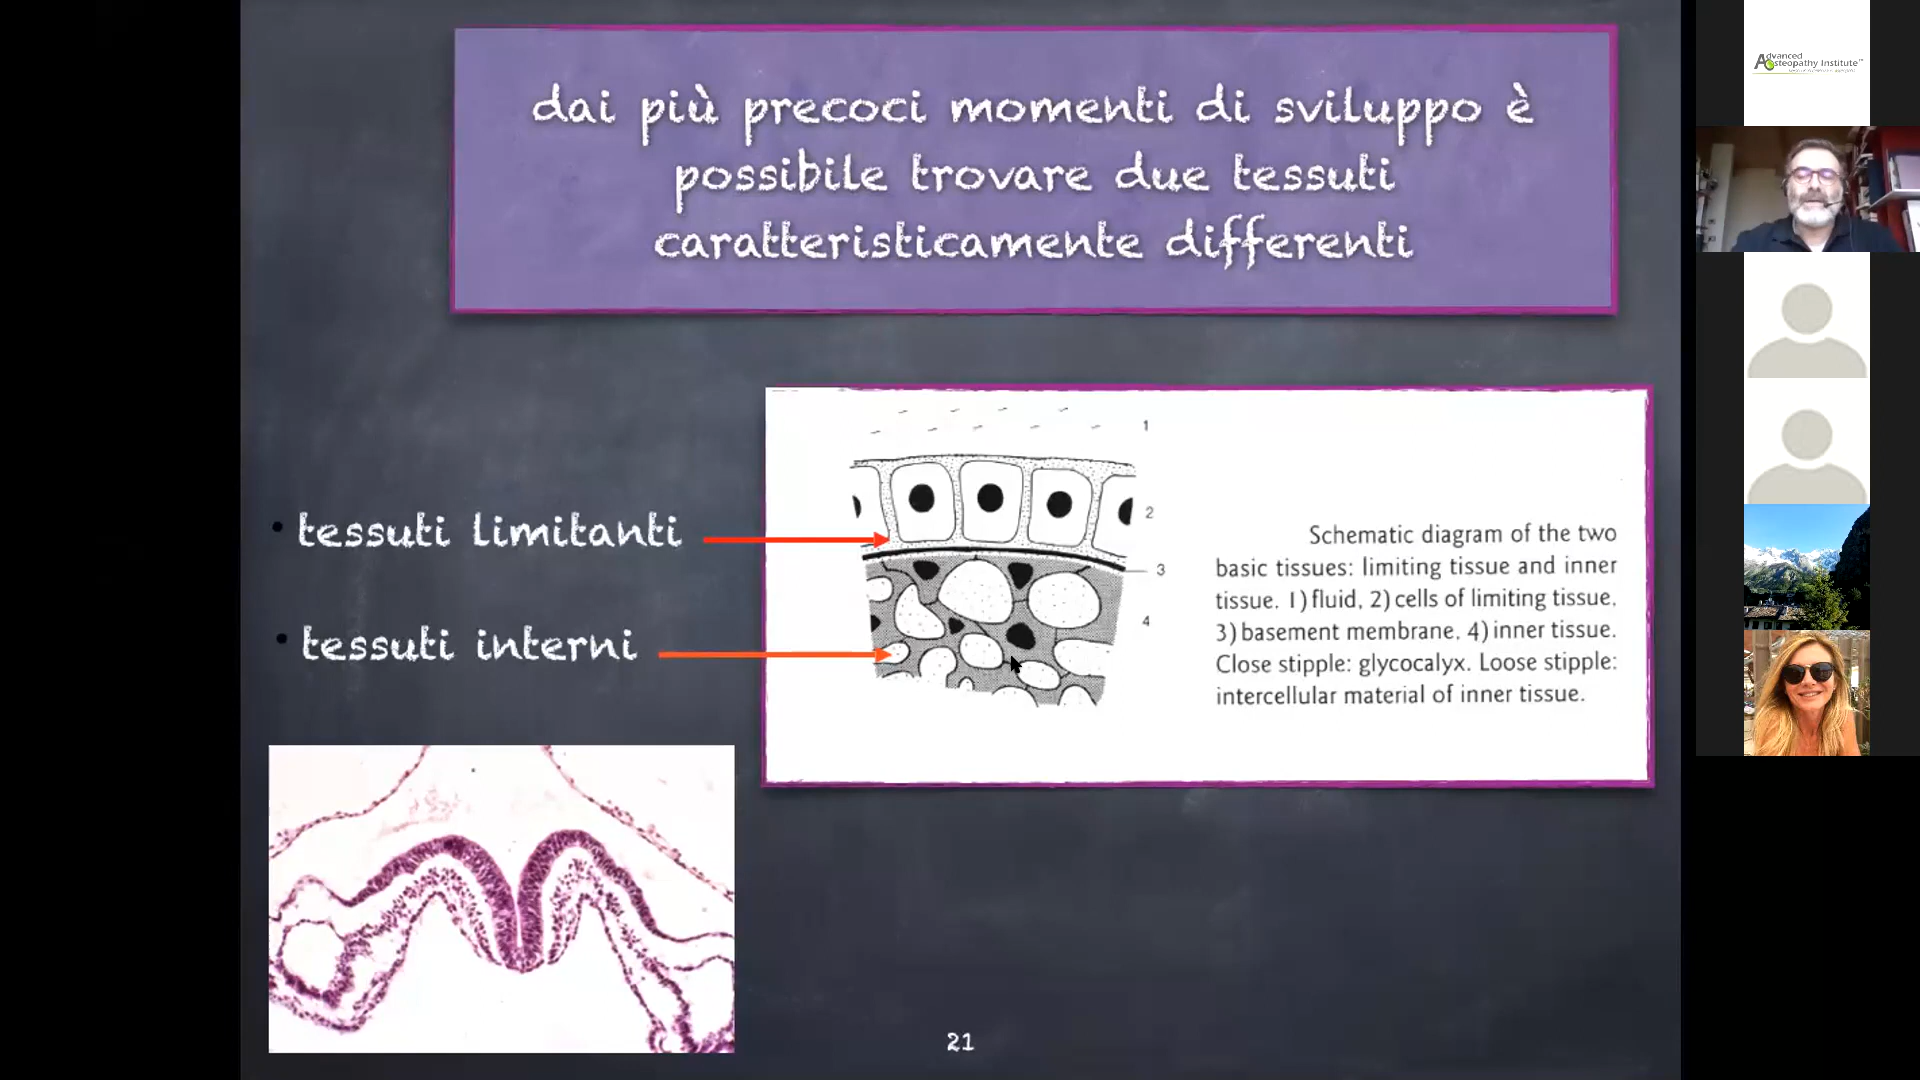 dai più precoci momenti di sviluppo è
possibile trovare due tessuti
caratteristicamente differenti
• tessuti limitanti
• tessuti interni
1
2
3
4
Schematic diagram of the two
basic tissues: limiting tissue and inner
tissue. 1) fluid, 2) cells of limiting tissue,
3) basement membrane, 4) inner tissue.
Close stipple: glycocalyx. Loose stipple:
intercellular material of inner tissue.
21
Advanced
Osteopathy Institute™